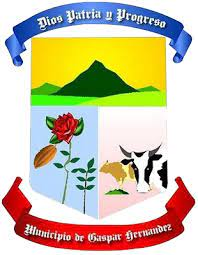 Dios Patria y Progreso
Municipio de Gaspar Hernandez